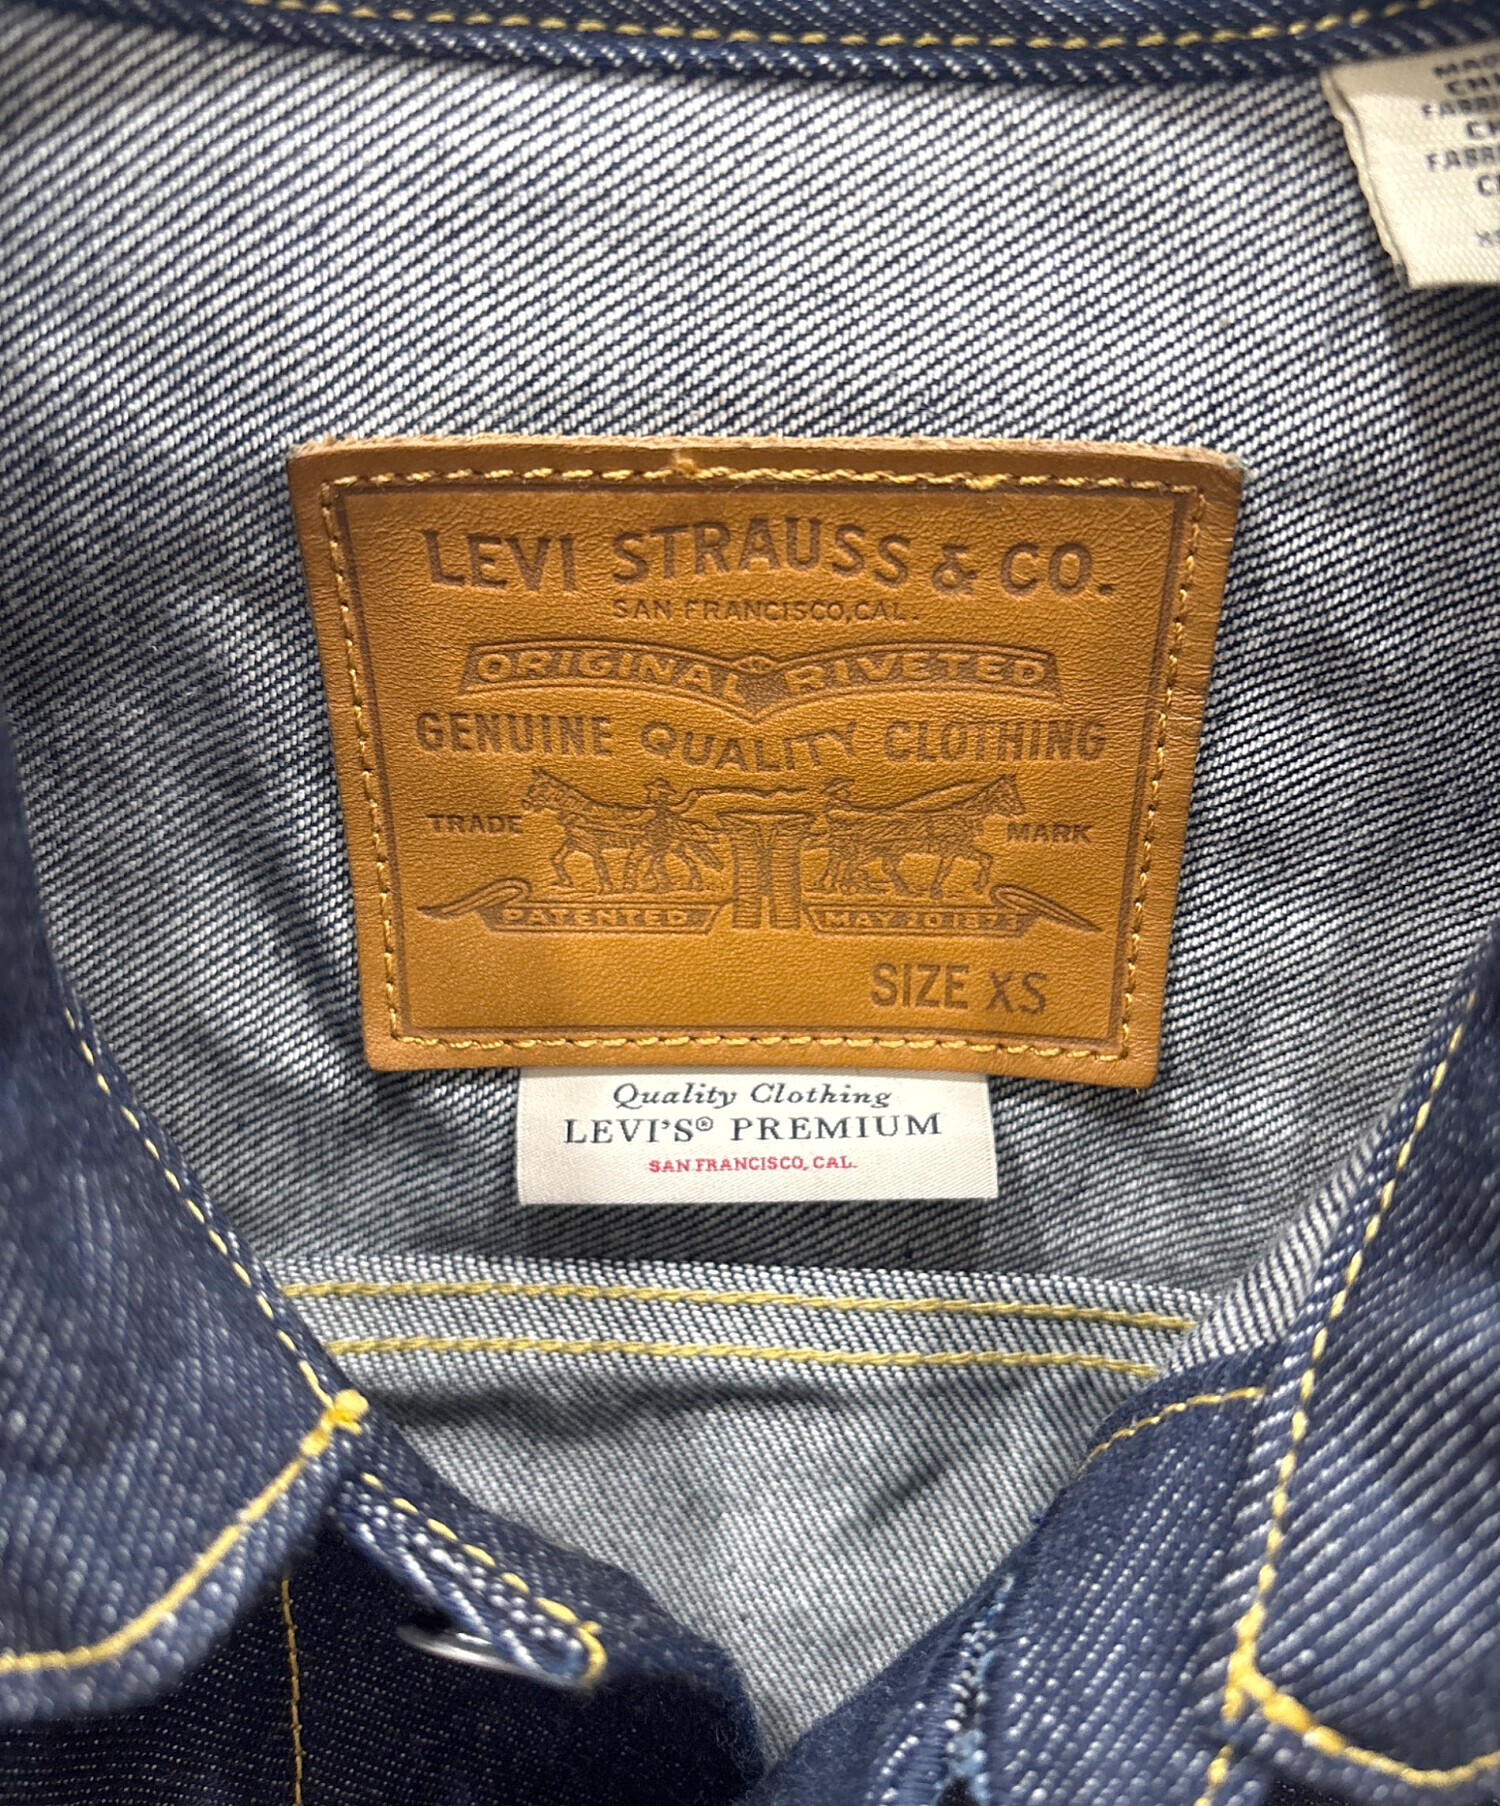 LEVI STRAUSS & CO.
SAN FRANCISCO, CAL.
ORIGINAL RIVETED
GENUINE QUALITY CLOTHING
TRADE MARK
PATENTED MAY 20 1873
SIZE XS
Quality Clothing
LEVI'S® PREMIUM
SAN FRANCISCO, CAL.